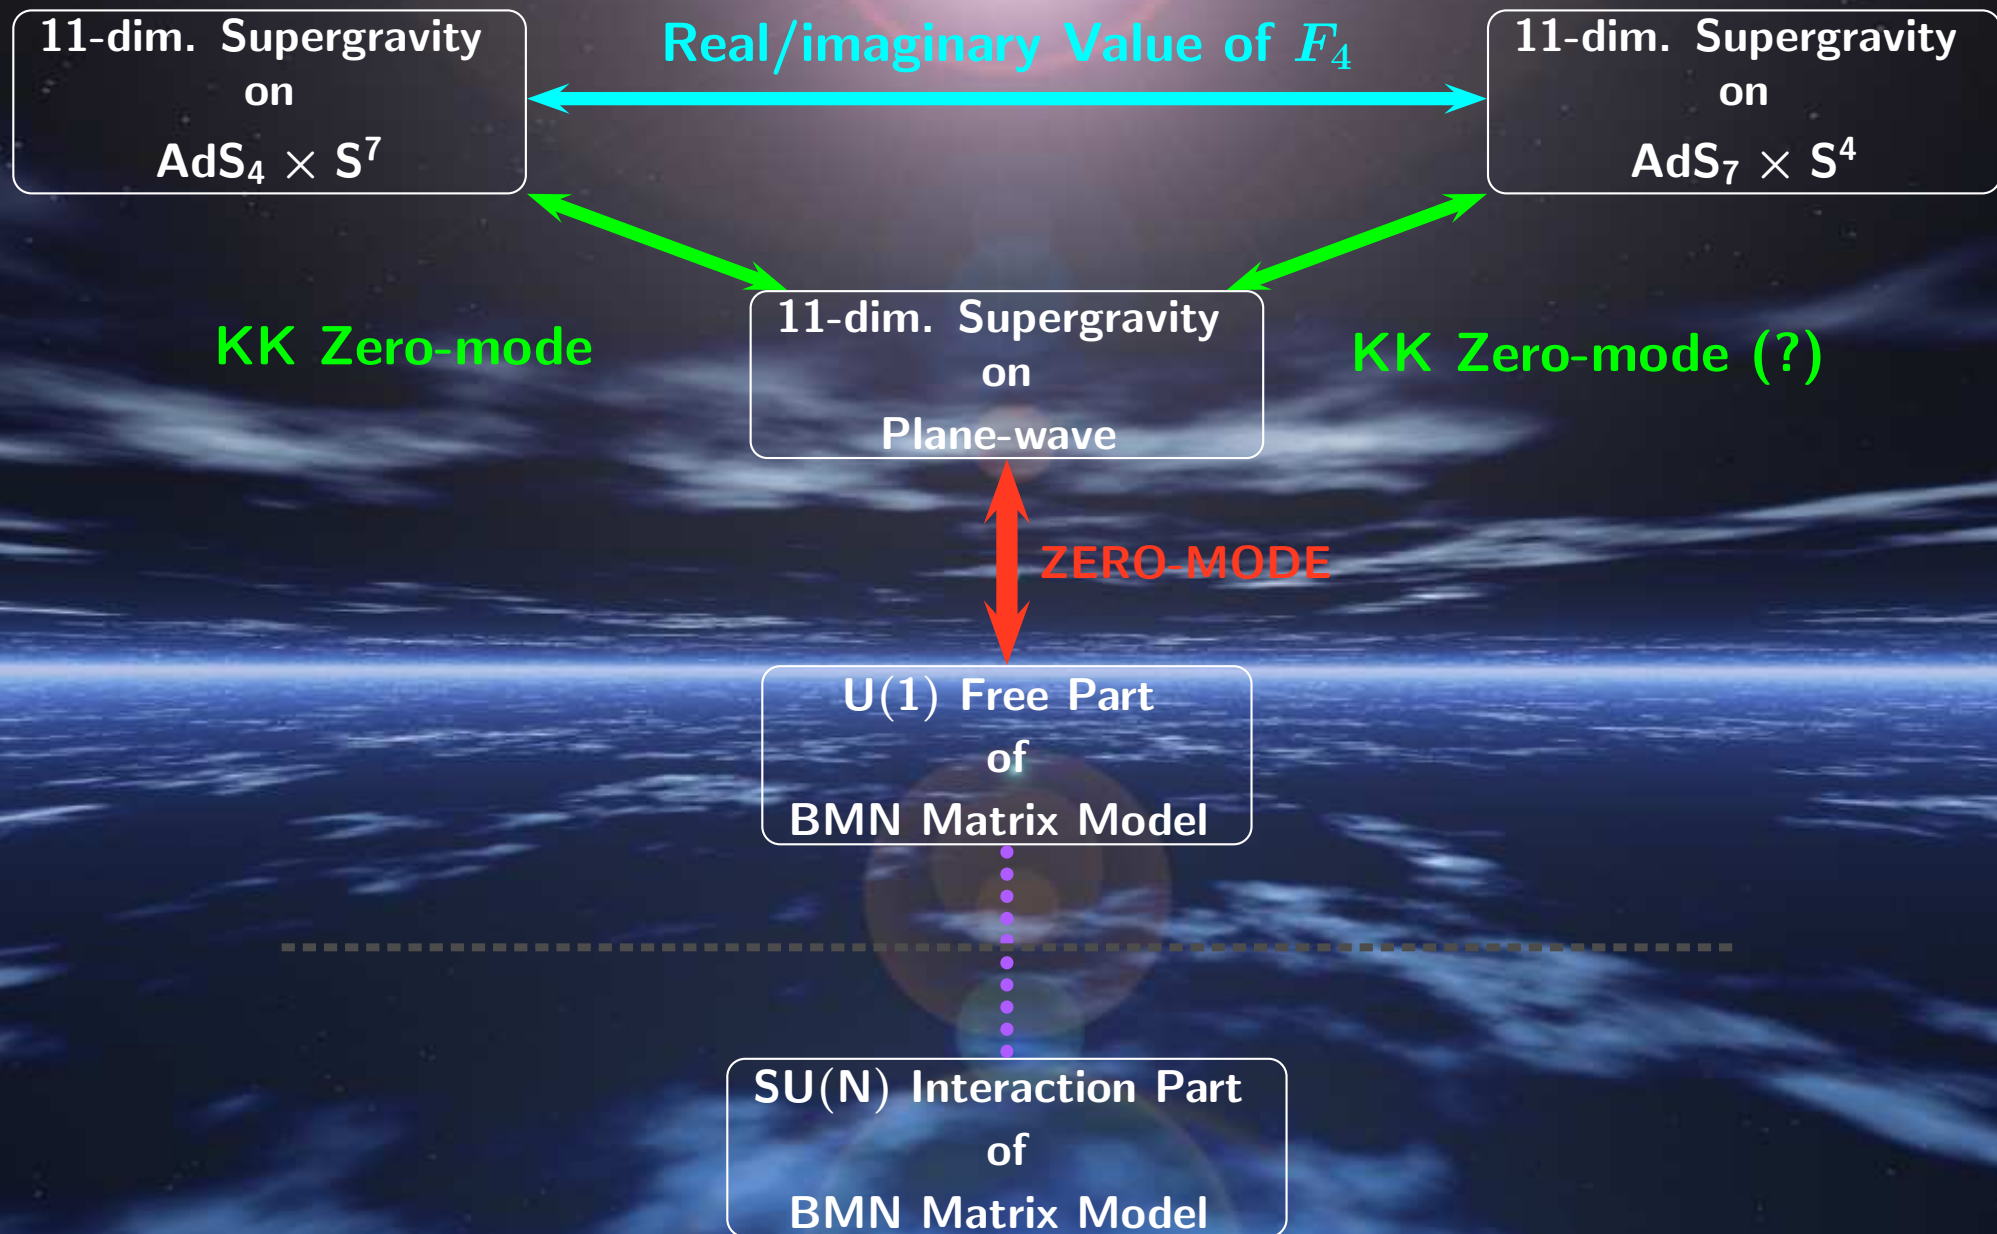 11-dim. Supergravity
on
AdS₄ × S⁷
Real/imaginary Value of F₄
11-dim. Supergravity
on
AdS₇ × S⁴
KK Zero-mode
11-dim. Supergravity
on
Plane-wave
KK Zero-mode (?)
ZERO-MODE
U(1) Free Part
of
BMN Matrix Model
SU(N) Interaction Part
of
BMN Matrix Model